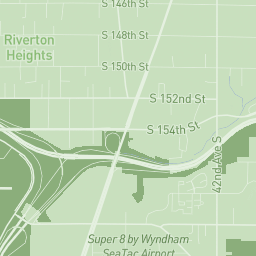 S 146th St
S 148th St
Riverton
Heights
S 150th St
S 152nd St
S 154th St
42nd Ave S
Super 8 by Wyndham
SeaTac Airport